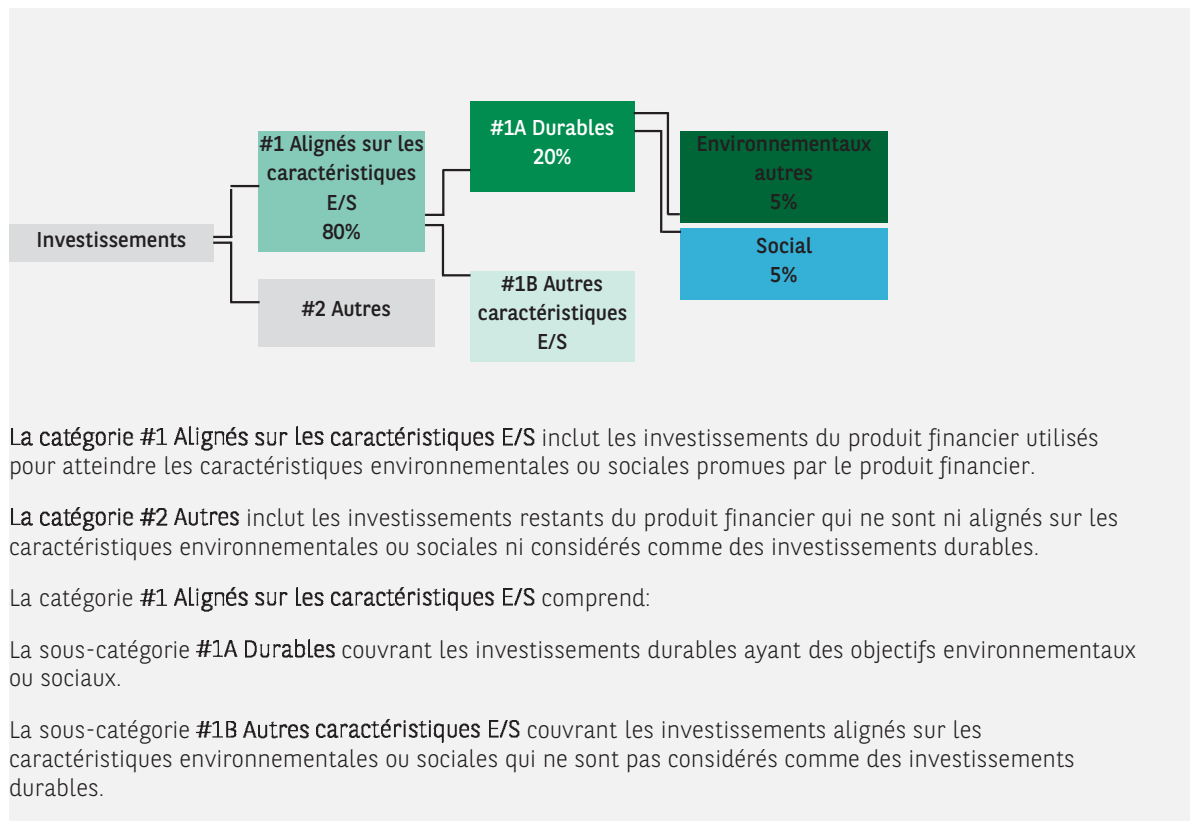 Investissements
#1 Alignés sur les
caractéristiques
E/S
80%
#2 Autres
#1A Durables
20%
#1B Autres
caractéristiques
E/S
Environnementaux
autres
5%
Social
5%
La catégorie #1 Alignés sur les caractéristiques E/S inclut les investissements du produit financier utilisés
pour atteindre les caractéristiques environnementales ou sociales promues par le produit financier.
La catégorie #2 Autres inclut les investissements restants du produit financier qui ne sont ni alignés sur les
caractéristiques environnementales ou sociales ni considérés comme des investissements durables.
La catégorie #1 Alignés sur les caractéristiques E/S comprend:
La sous-catégorie #1A Durables couvrant les investissements durables ayant des objectifs environnementaux
ou sociaux.
La sous-catégorie #1B Autres caractéristiques E/S couvrant les investissements alignés sur les
caractéristiques environnementales ou sociales qui ne sont pas considérés comme des investissements
durables.